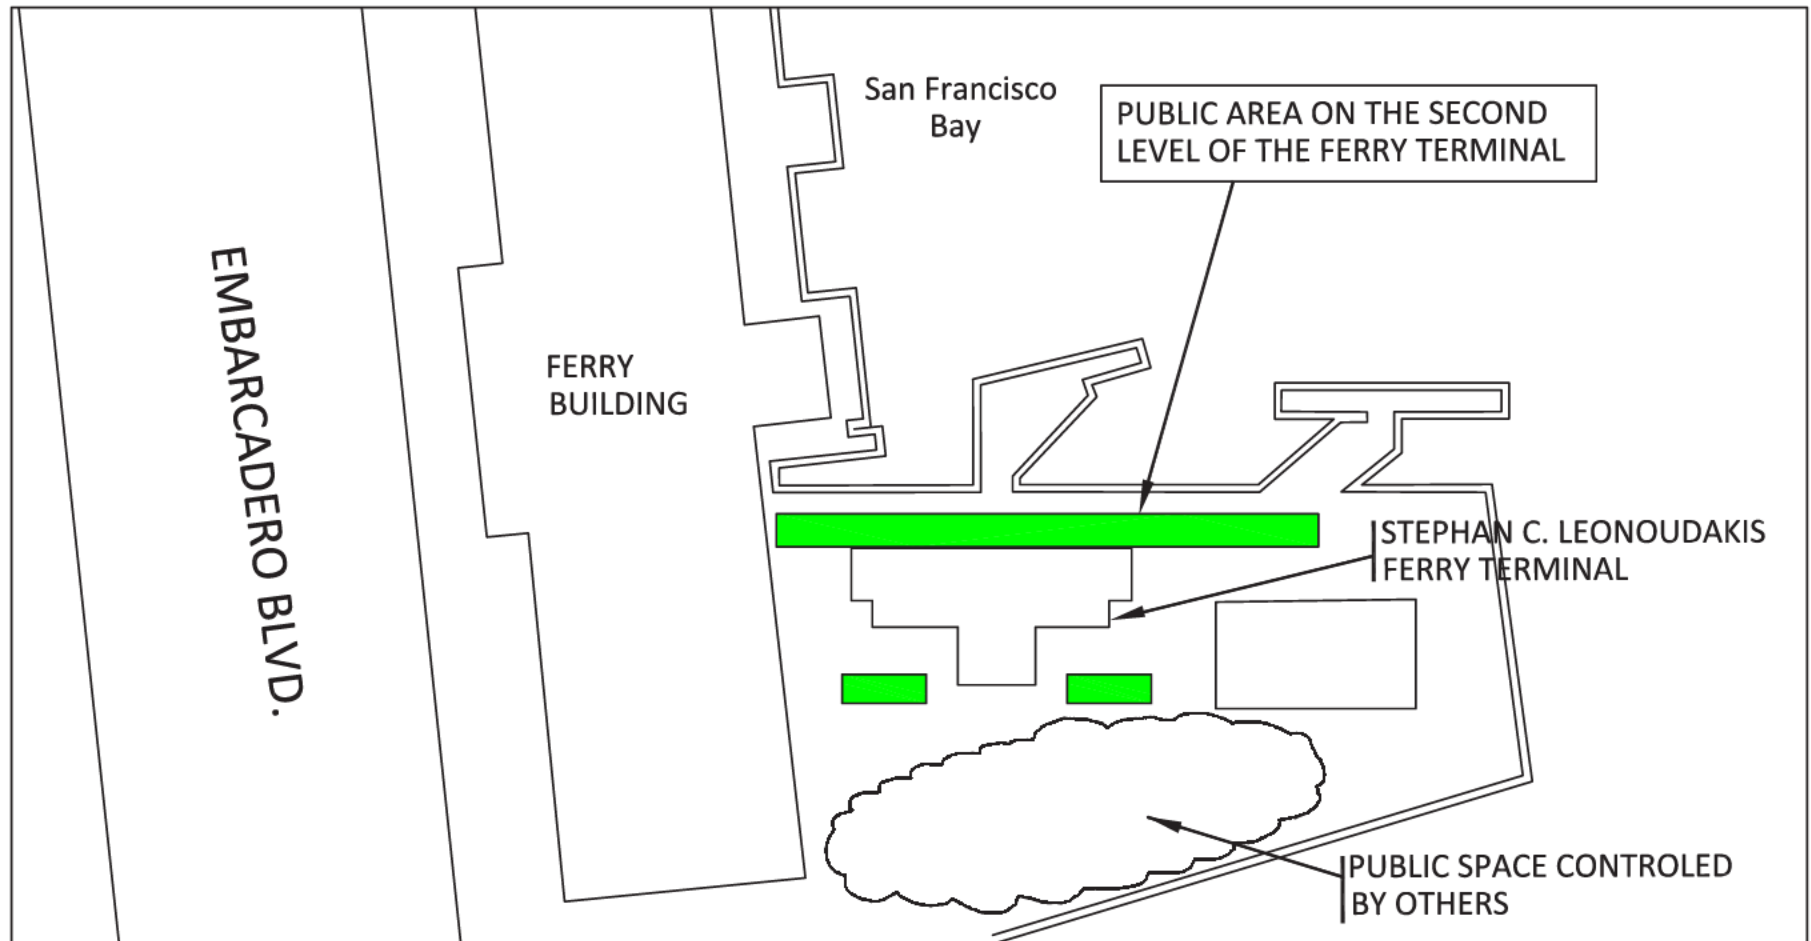 San Francisco
Bay
PUBLIC AREA ON THE SECOND
LEVEL OF THE FERRY TERMINAL
EMBARCADERO BLVD.
FERRY
BUILDING
STEPHAN C. LEONOUDAKIS
FERRY TERMINAL
PUBLIC SPACE CONTROLED
BY OTHERS